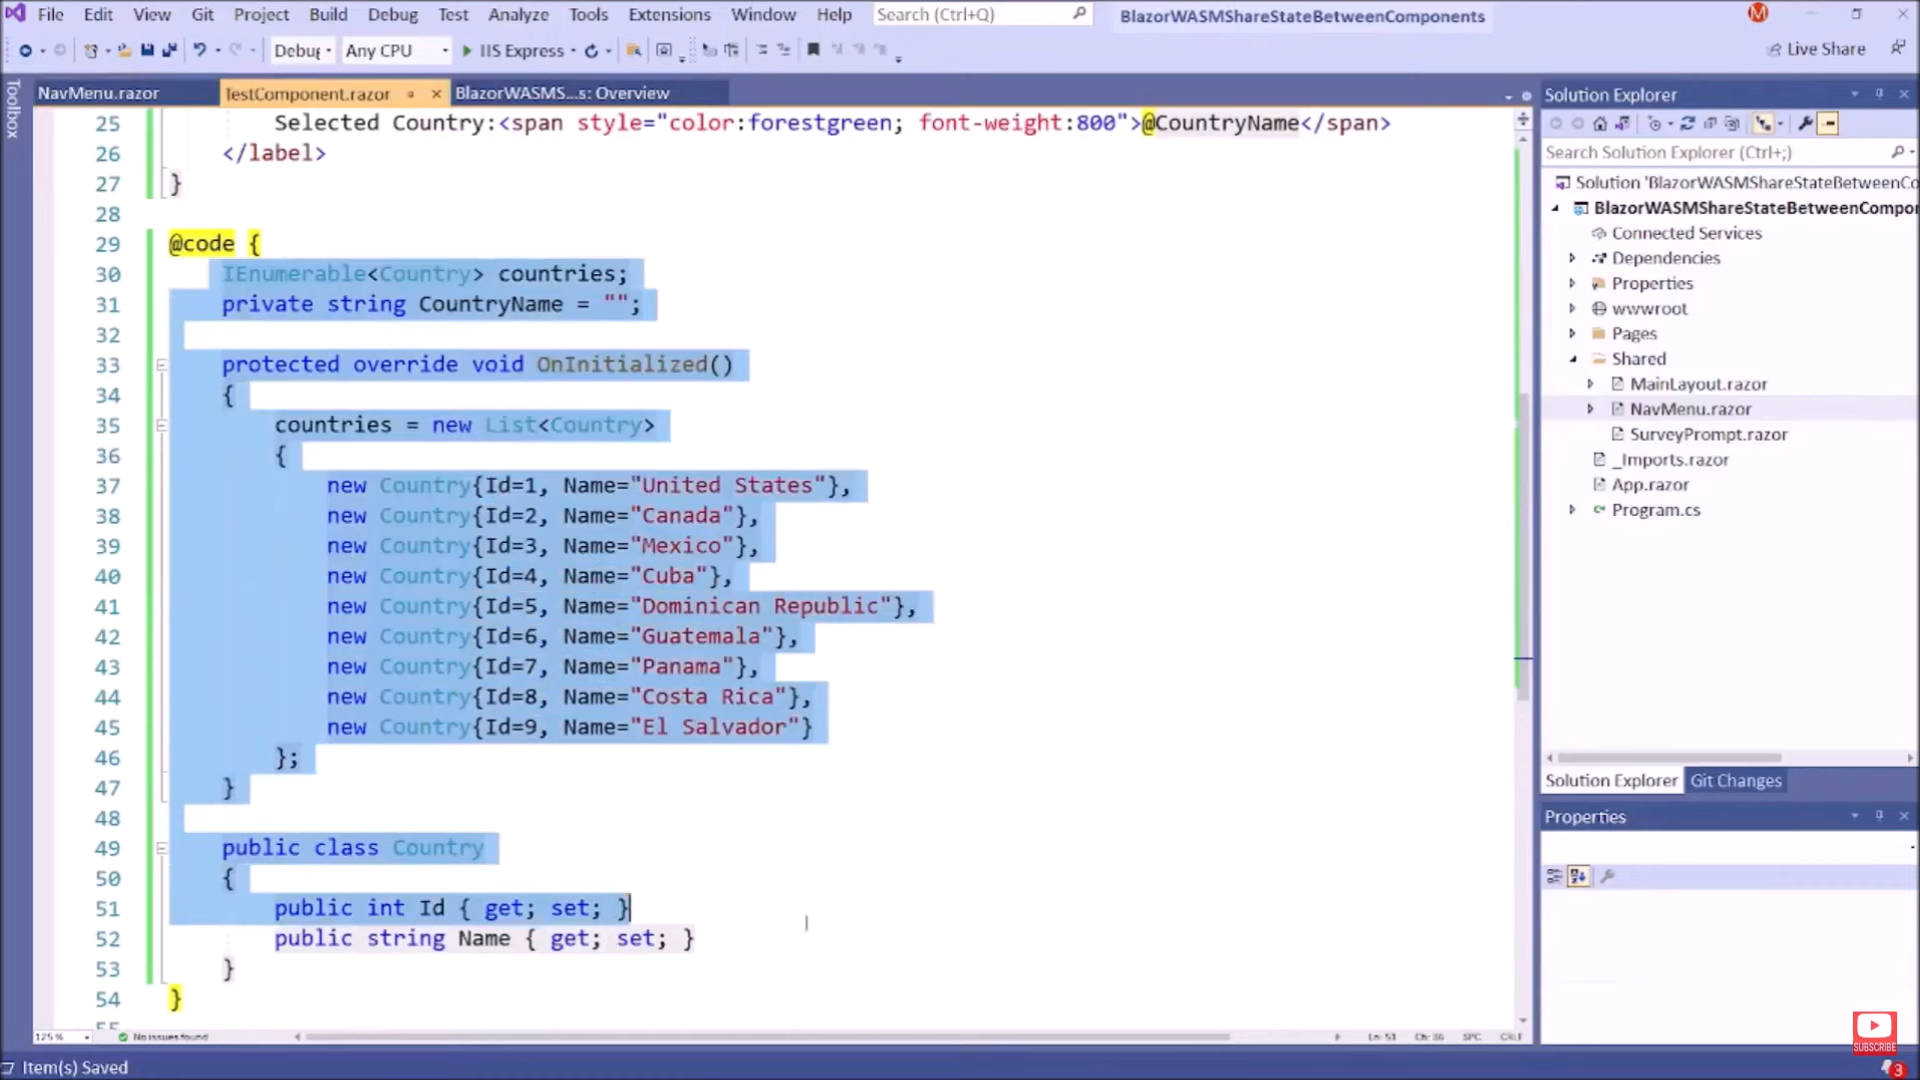 File Edit View Git Project Build Debug Test Analyze Tools Extensions Window Help Search (Ctrl+Q) BlazorWASMShareStateBetweenComponents M
Debug Any CPU IIS Express Live Share
Toolbox
NavMenu.razor TestComponent.razor BlazorWASMS...s: Overview
25 Selected Country:<span style="color:forestgreen; font-weight:800">@CountryName</span>
26 </label>
27 }
28
29 @code {
30 IEnumerable<Country> countries;
31 private string CountryName = "";
32
33 protected override void OnInitialized()
34 {
35 countries = new List<Country>
36 {
37 new Country{Id=1, Name="United States"},
38 new Country{Id=2, Name="Canada"},
39 new Country{Id=3, Name="Mexico"},
40 new Country{Id=4, Name="Cuba"},
41 new Country{Id=5, Name="Dominican Republic"},
42 new Country{Id=6, Name="Guatemala"},
43 new Country{Id=7, Name="Panama"},
44 new Country{Id=8, Name="Costa Rica"},
45 new Country{Id=9, Name="El Salvador"}
46 };
47 }
48
49 public class Country
50 {
51 public int Id { get; set; }
52 public string Name { get; set; }
53 }
54 }
55
125 % No issues found Ln: 51 Ch: 36 SPC CRLF
Item(s) Saved
Solution Explorer
Search Solution Explorer (Ctrl+;)
Solution 'BlazorWASMShareStateBetweenCo
BlazorWASMShareStateBetweenCompor
Connected Services
Dependencies
Properties
wwwroot
Pages
Shared
MainLayout.razor
NavMenu.razor
SurveyPrompt.razor
_Imports.razor
App.razor
Program.cs
Solution Explorer Git Changes
Properties
SUBSCRIBE
3